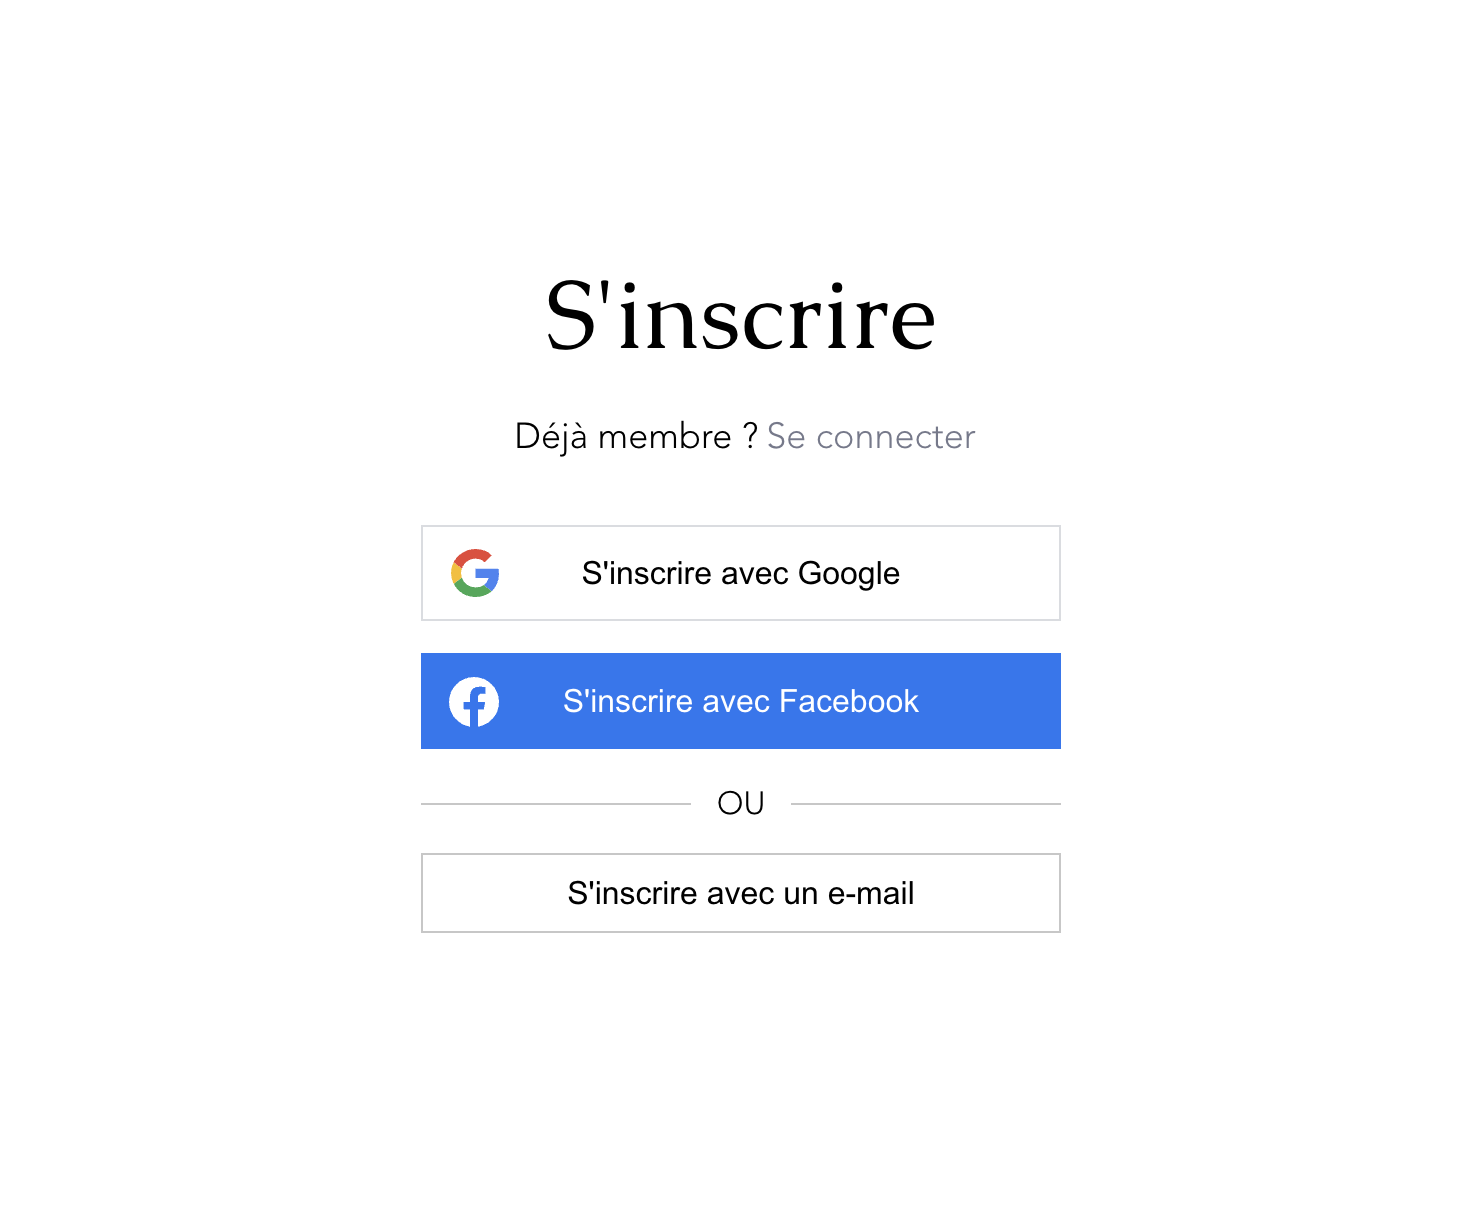 S'inscrire
Déjà membre ? Se connecter
S'inscrire avec Google
S'inscrire avec Facebook
OU
S'inscrire avec un e-mail